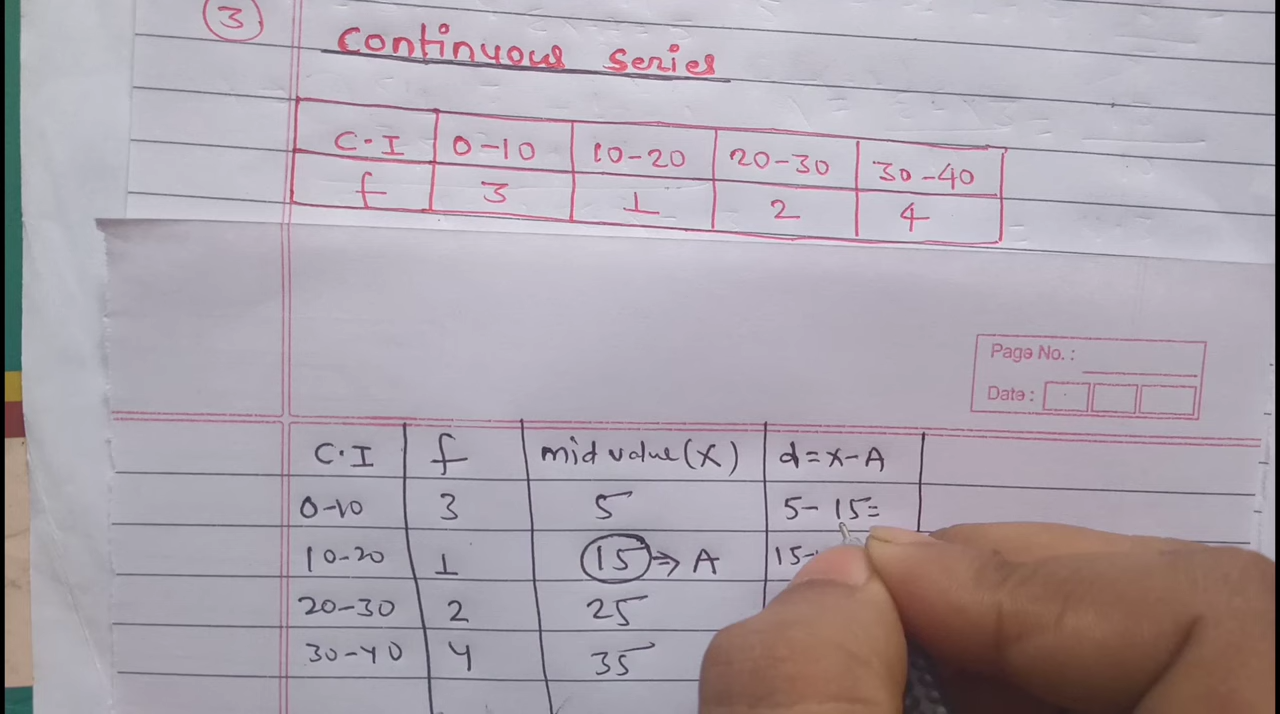 3
Continuous series
C.I 0-10 10-20 20-30 30-40
f 3 1 2 4
Page No. :
Date :
C.I f mid value (X) d=X-A
0-10 3 5 5-15=
10-20 1 15 ⇒ A 15-
20-30 2 25
30-40 4 35